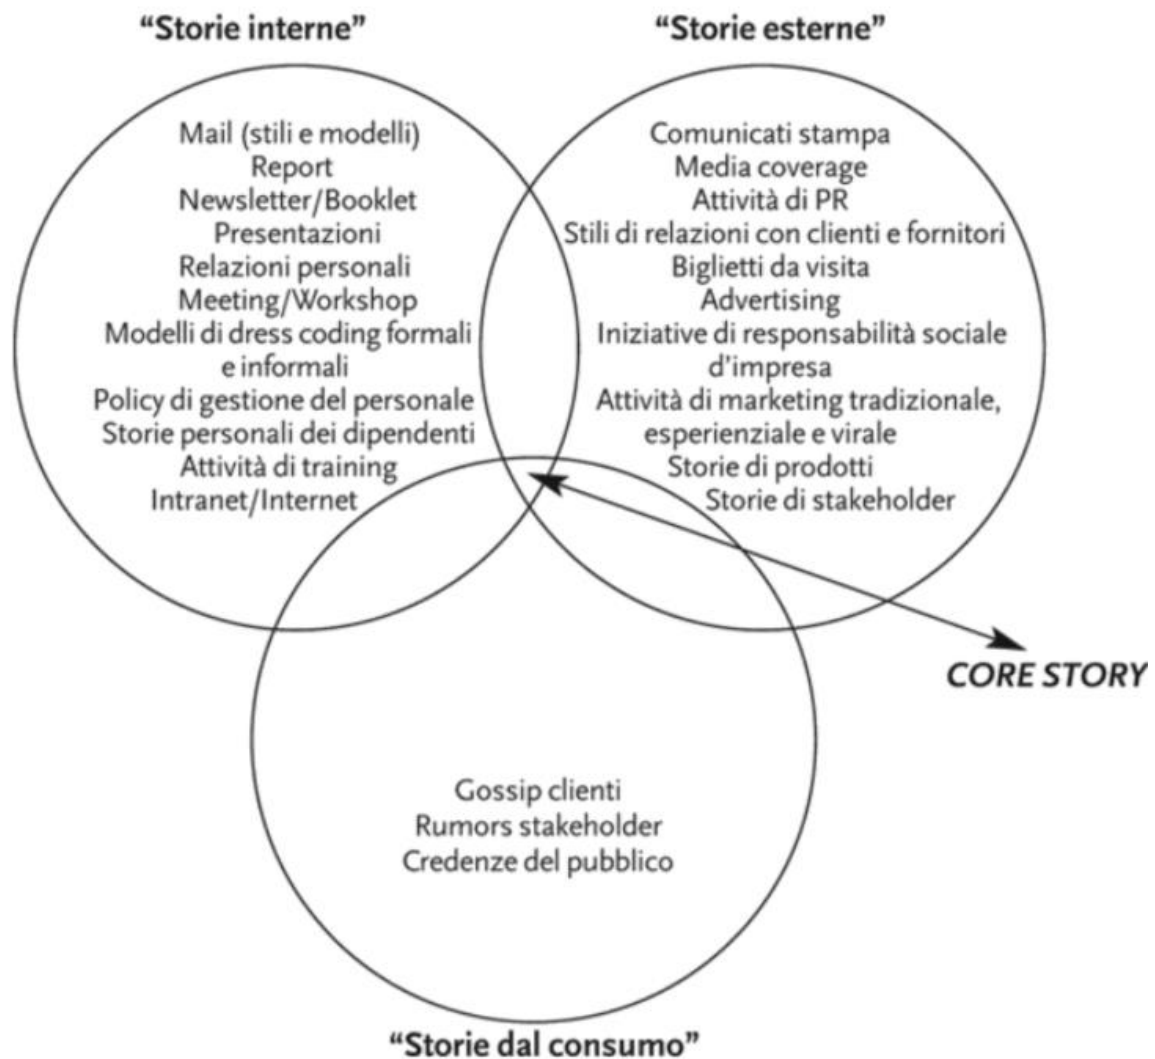 “Storie interne”
Mail (stili e modelli)
Report
Newsletter/Booklet
Presentazioni
Relazioni personali
Meeting/Workshop
Modelli di dress coding formali
e informali
Policy di gestione del personale
Storie personali dei dipendenti
Attività di training
Intranet/Internet
“Storie esterne”
Comunicati stampa
Media coverage
Attività di PR
Stili di relazioni con clienti e fornitori
Biglietti da visita
Advertising
Iniziative di responsabilità sociale
d’impresa
Attività di marketing tradizionale,
esperienziale e virale
Storie di prodotti
Storie di stakeholder
CORE STORY
Gossip clienti
Rumors stakeholder
Credenze del pubblico
“Storie dal consumo”